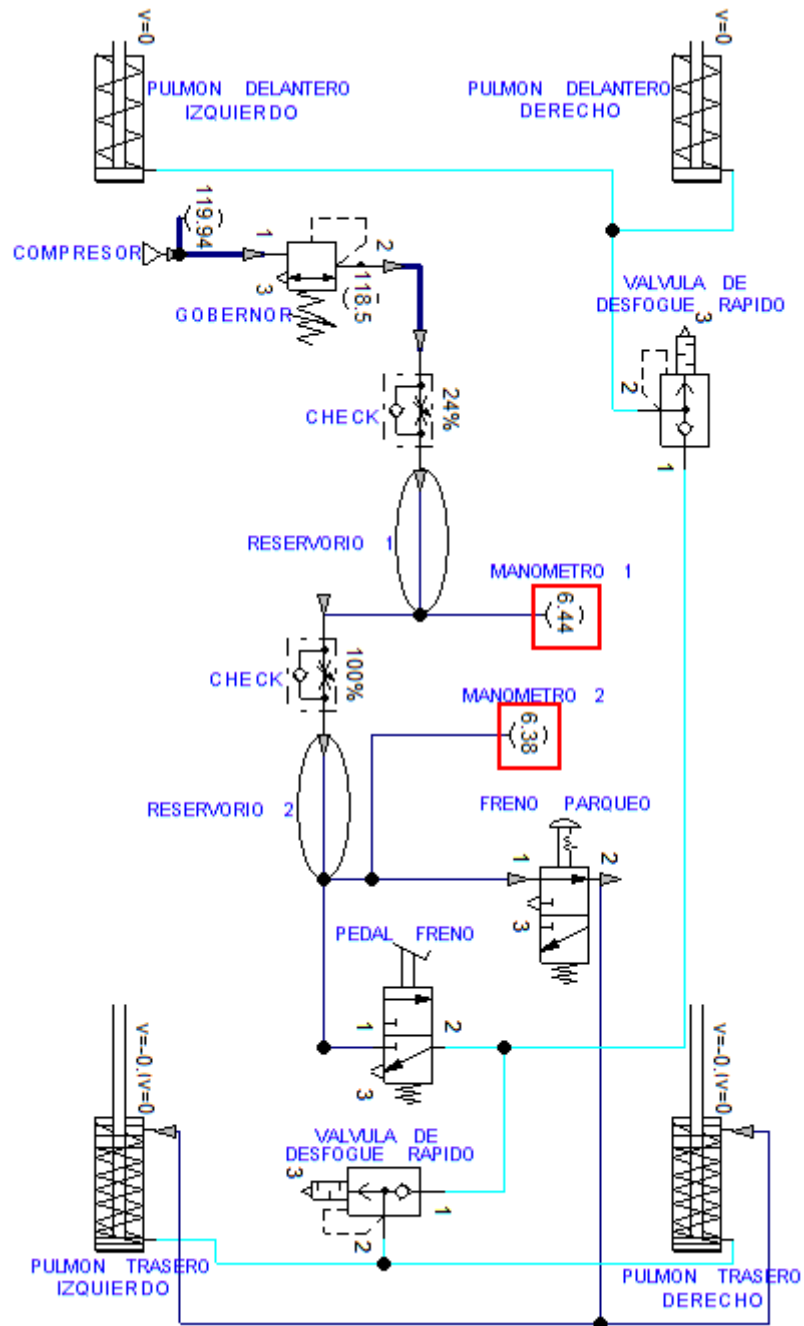 v=0
v=0
PULMON DELANTERO
IZQUIERDO
PULMON DELANTERO
DERECHO
119.94
COMPRESOR
1
2
3
118.5
GOBERNOR
VALVULA DE
DESFOGUE RAPIDO
3
2
1
CHECK
24%
RESERVORIO 1
MANOMETRO 1
6.44
CHECK
100%
MANOMETRO 2
6.38
RESERVORIO 2
FRENO PARQUEO
1
2
3
PEDAL FRENO
1
2
3
v=-0.1v=0
v=-0.1v=0
VALVULA DE
DESFOGUE RAPIDO
3
1
2
PULMON TRASERO
IZQUIERDO
PULMON TRASERO
DERECHO